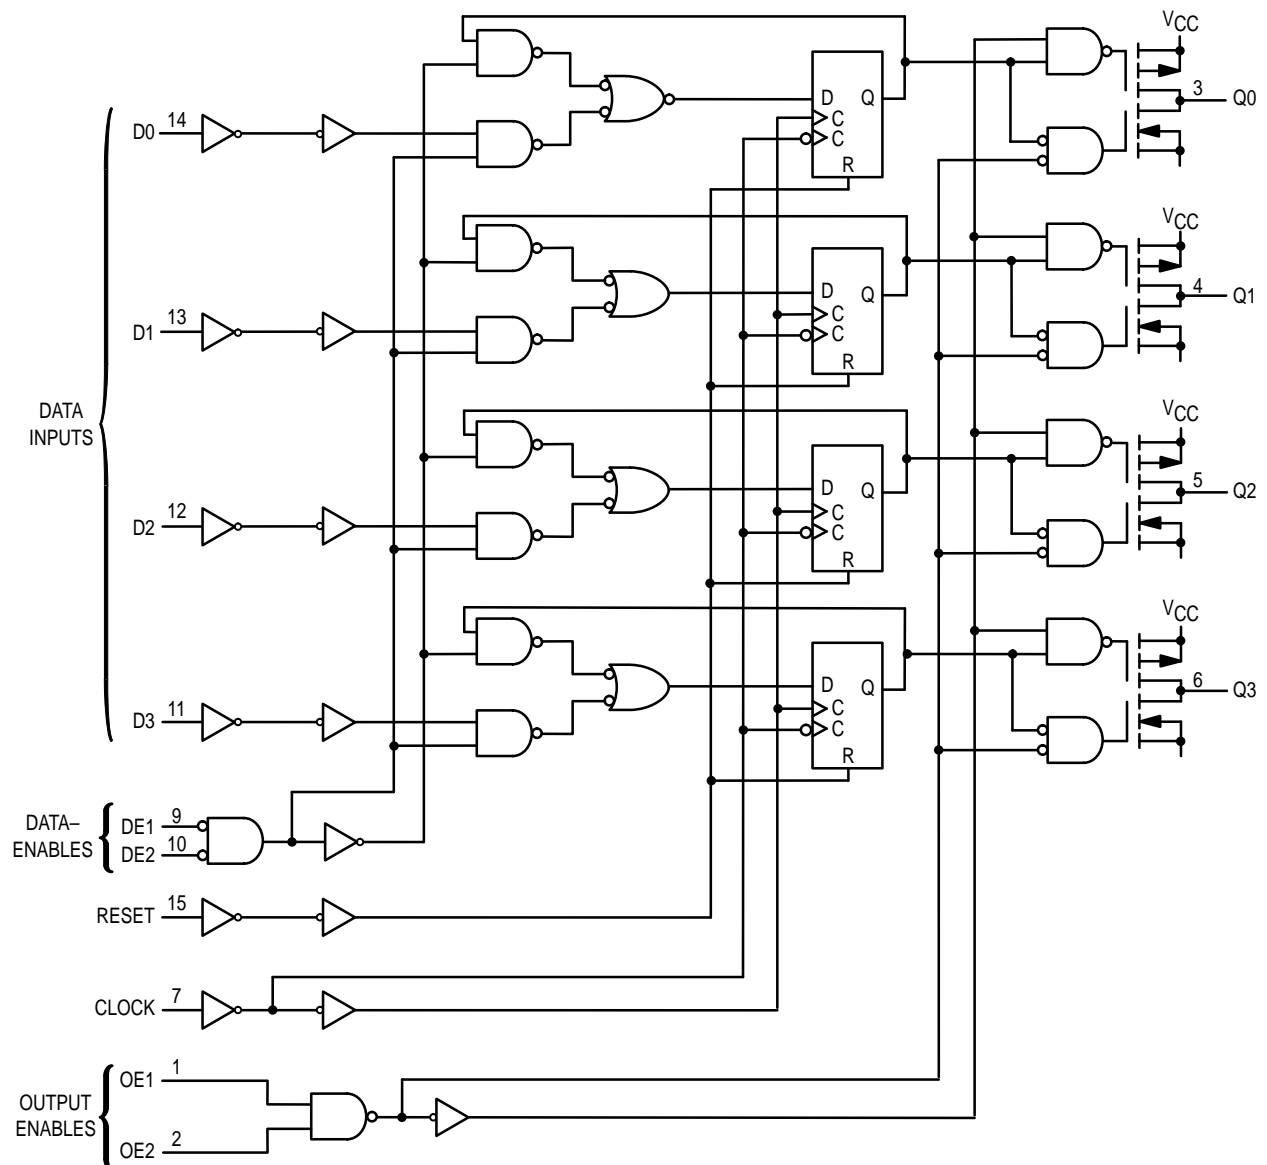 VCC
D Q
C
C
R
3 Q0
D0 14
VCC
D Q
C
C
R
4 Q1
D1 13
DATA
INPUTS
VCC
D Q
C
C
R
5 Q2
D2 12
VCC
D Q
C
C
R
6 Q3
D3 11
DATA–
ENABLES
DE1 9
DE2 10
RESET 15
CLOCK 7
OUTPUT
ENABLES
OE1 1
OE2 2